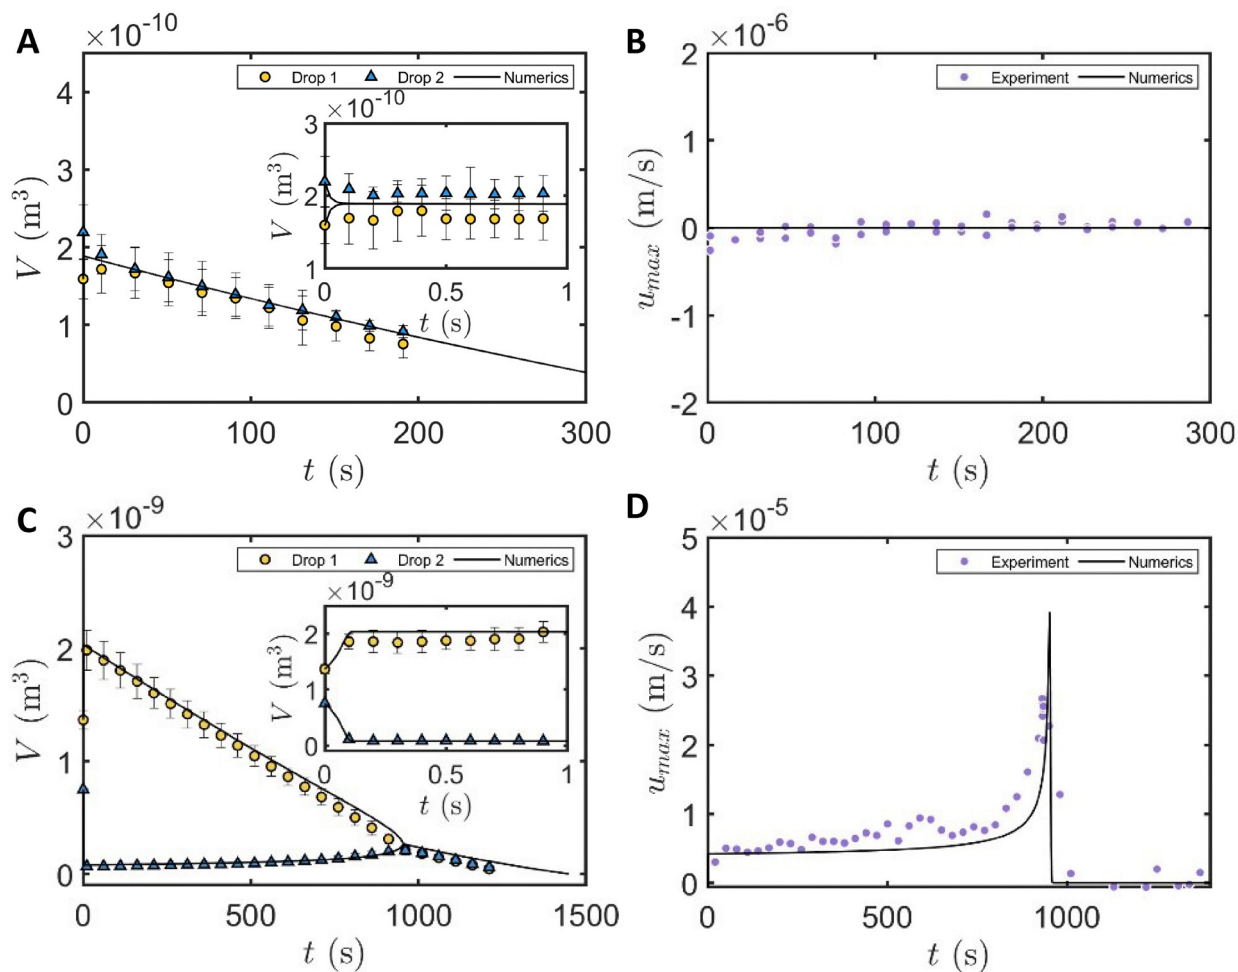 A
×10⁻¹⁰
Drop 1 Drop 2 Numerics
4
3
2
1
0
V (m³)
0 100 200 300
t (s)
×10⁻¹⁰
3
2
1
V (m³)
0 0.5 1
t (s)
B
×10⁻⁶
Experiment Numerics
2
1
0
-1
-2
u_max (m/s)
0 100 200 300
t (s)
C
×10⁻⁹
Drop 1 Drop 2 Numerics
3
2
1
0
V (m³)
0 500 1000 1500
t (s)
×10⁻⁹
2
1
0
V (m³)
0 0.5 1
t (s)
D
×10⁻⁵
Experiment Numerics
5
4
3
2
1
0
u_max (m/s)
0 500 1000
t (s)